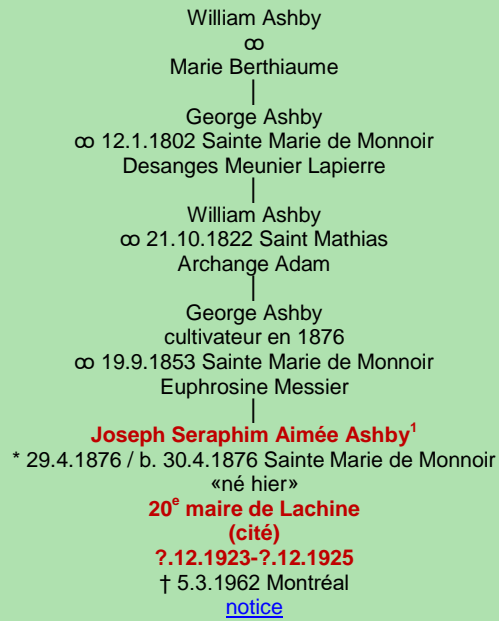 William Ashby
ꝏ
Marie Berthiaume
|
George Ashby
ꝏ 12.1.1802 Sainte Marie de Monnoir
Desanges Meunier Lapierre
|
William Ashby
ꝏ 21.10.1822 Saint Mathias
Archange Adam
|
George Ashby
cultivateur en 1876
ꝏ 19.9.1853 Sainte Marie de Monnoir
Euphrosine Messier
|
Joseph Seraphim Aimée Ashby¹
* 29.4.1876 / b. 30.4.1876 Sainte Marie de Monnoir
«né hier»
20ᵉ maire de Lachine
(cité)
?.12.1923-?.12.1925
† 5.3.1962 Montréal
notice